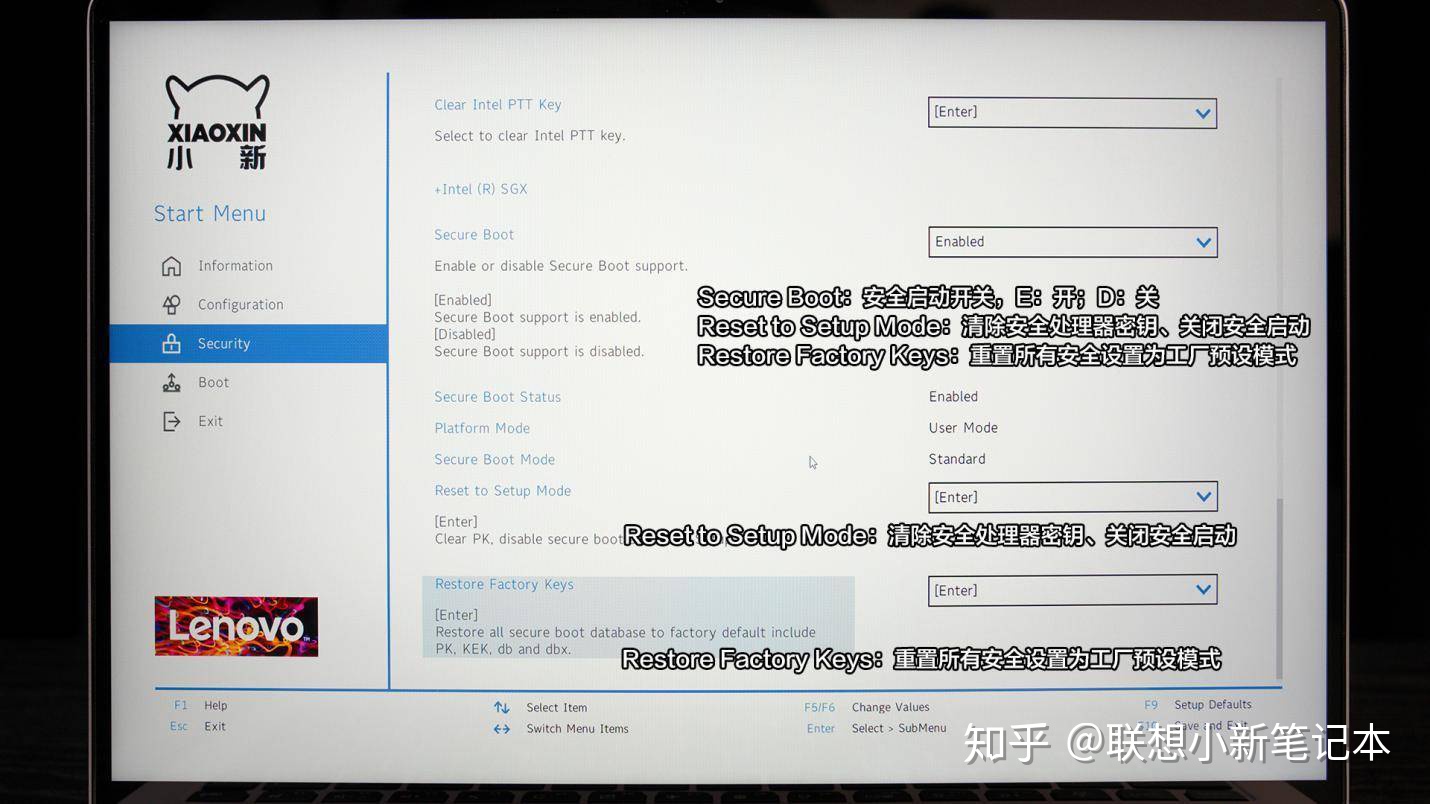 XIAOXIN
小 新
Start Menu
Information
Configuration
Security
Boot
Exit
Lenovo
Clear Intel PTT Key
[Enter]
Select to clear Intel PTT key.
+Intel (R) SGX
Secure Boot
Enabled
Enable or disable Secure Boot support.
[Enabled]
Secure Boot support is enabled.
[Disabled]
Secure Boot support is disabled.
Secure Boot：安全启动开关，E：开；D：关
Reset to Setup Mode：清除安全处理器密钥、关闭安全启动
Restore Factory Keys：重置所有安全设置为工厂预设模式
Secure Boot Status Enabled
Platform Mode User Mode
Secure Boot Mode Standard
Reset to Setup Mode
[Enter]
[Enter]
Clear PK, disable secure boot
Reset to Setup Mode：清除安全处理器密钥、关闭安全启动
Restore Factory Keys
[Enter]
[Enter]
Restore all secure boot database to factory default include
PK, KEK, db and dbx.
Restore Factory Keys：重置所有安全设置为工厂预设模式
F1 Help Select Item F5/F6 Change Values F9 Setup Defaults
Esc Exit Switch Menu Items Enter Select > SubMenu F10 Save and Exit
知乎 @联想小新笔记本